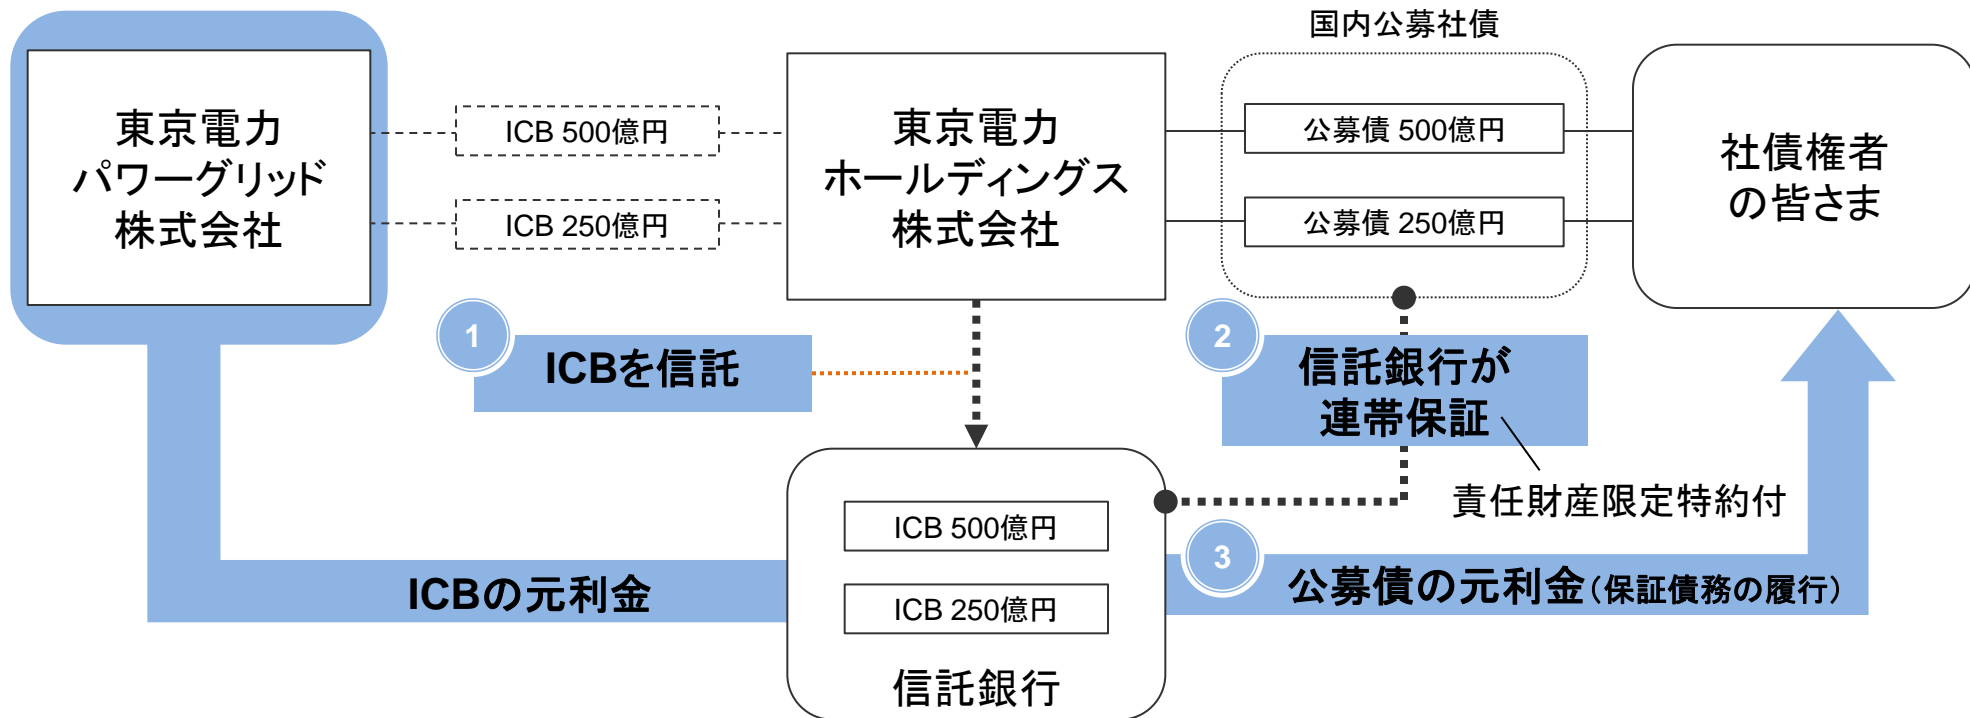 国内公募社債
東京電力
パワーグリッド
株式会社
ICB 500億円
ICB 250億円
東京電力
ホールディングス
株式会社
公募債 500億円
公募債 250億円
社債権者
の皆さま
1
ICBを信託
2
信託銀行が
連帯保証
責任財産限定特約付
ICB 500億円
ICB 250億円
信託銀行
ICBの元利金
3
公募債の元利金(保証債務の履行)